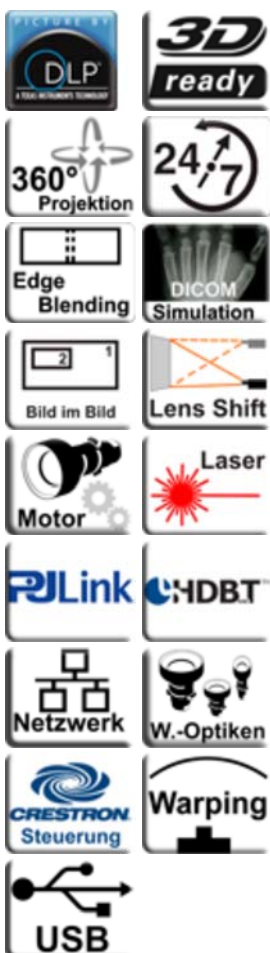 PICTURE BY
DLP®
A TEXAS INSTRUMENTS TECHNOLOGY
3D
ready
360°
Projektion
24/7
Edge
Blending
DICOM
Simulation
1
2
Bild im Bild
Lens Shift
Motor
Laser
PJLink
HDBT™
Netzwerk
W.-Optiken
CRESTRON
Steuerung
Warping
USB